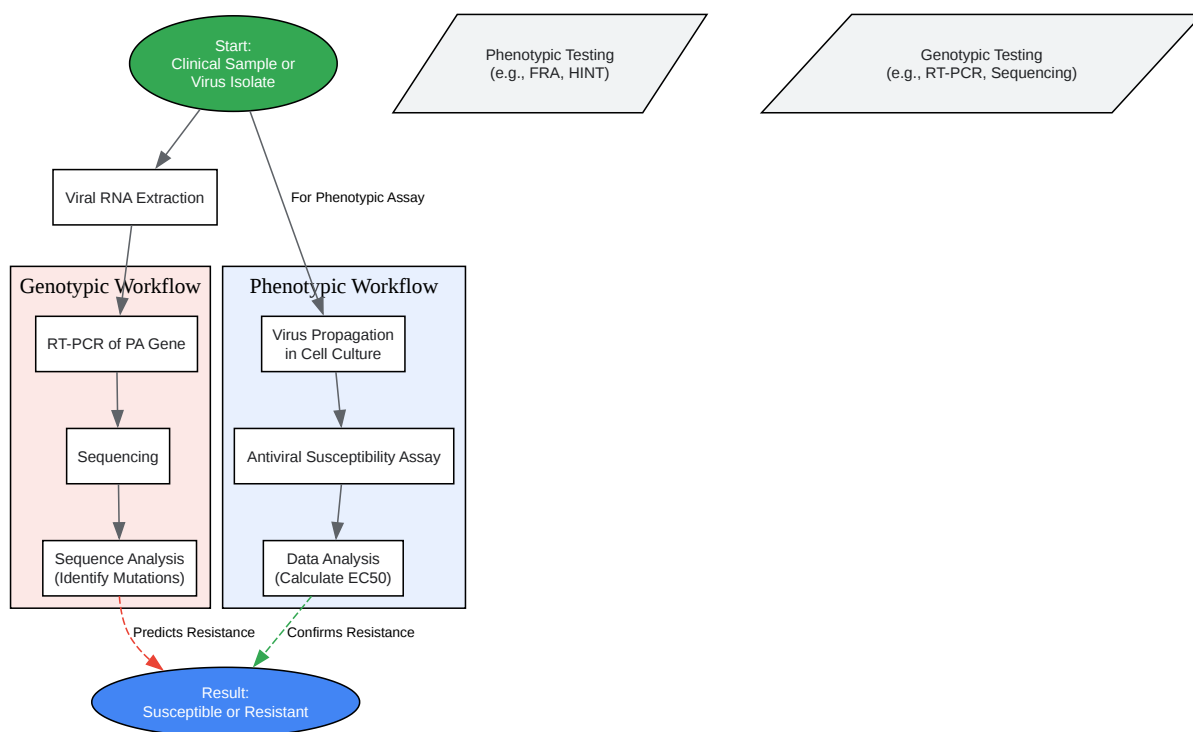 Start:
Clinical Sample or
Virus Isolate
Phenotypic Testing
(e.g., FRA, HINT)
Genotypic Testing
(e.g., RT-PCR, Sequencing)
Viral RNA Extraction
For Phenotypic Assay
Genotypic Workflow
Phenotypic Workflow
RT-PCR of PA Gene
Virus Propagation
in Cell Culture
Sequencing
Antiviral Susceptibility Assay
Sequence Analysis
(Identify Mutations)
Data Analysis
(Calculate EC50)
Predicts Resistance
Confirms Resistance
Result:
Susceptible or Resistant